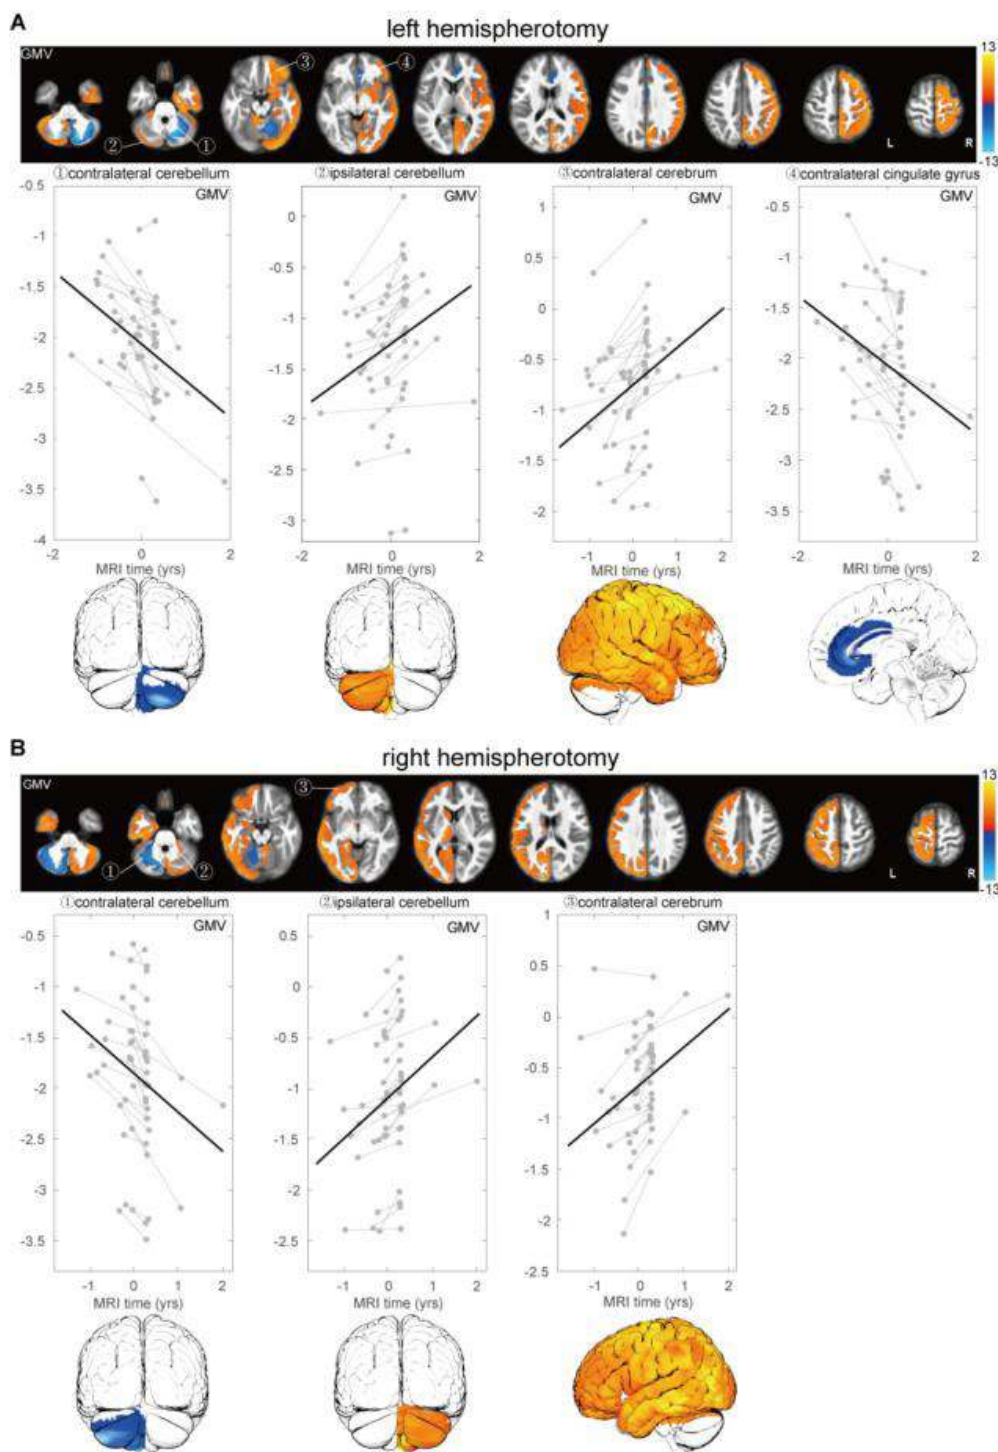 A
left hemispherotomy
GMV
13
③
④
②
①
L
R
-13
①contralateral cerebellum
②ipsilateral cerebellum
③contralateral cerebrum
④contralateral cingulate gyrus
GMV
GMV
GMV
GMV
-0.5
-1
-1.5
-2
-2.5
-3
-3.5
-4
-2
0
2
0
-0.5
-1
-1.5
-2
-2.5
-3
-2
0
2
1
0.5
0
-0.5
-1
-1.5
-2
-1
0
1
2
-0.5
-1
-1.5
-2
-2.5
-3
-3.5
-2
0
2
MRI time (yrs)
MRI time (yrs)
MRI time (yrs)
MRI time (yrs)
B
right hemispherotomy
GMV
13
③
①
②
L
R
-13
①contralateral cerebellum
②ipsilateral cerebellum
③contralateral cerebrum
GMV
GMV
GMV
-0.5
-1
-1.5
-2
-2.5
-3
-3.5
-1
0
1
2
0.5
0
-0.5
-1
-1.5
-2
-2.5
-1
0
1
2
1
0.5
0
-0.5
-1
-1.5
-2
-2.5
-1
0
1
2
MRI time (yrs)
MRI time (yrs)
MRI time (yrs)